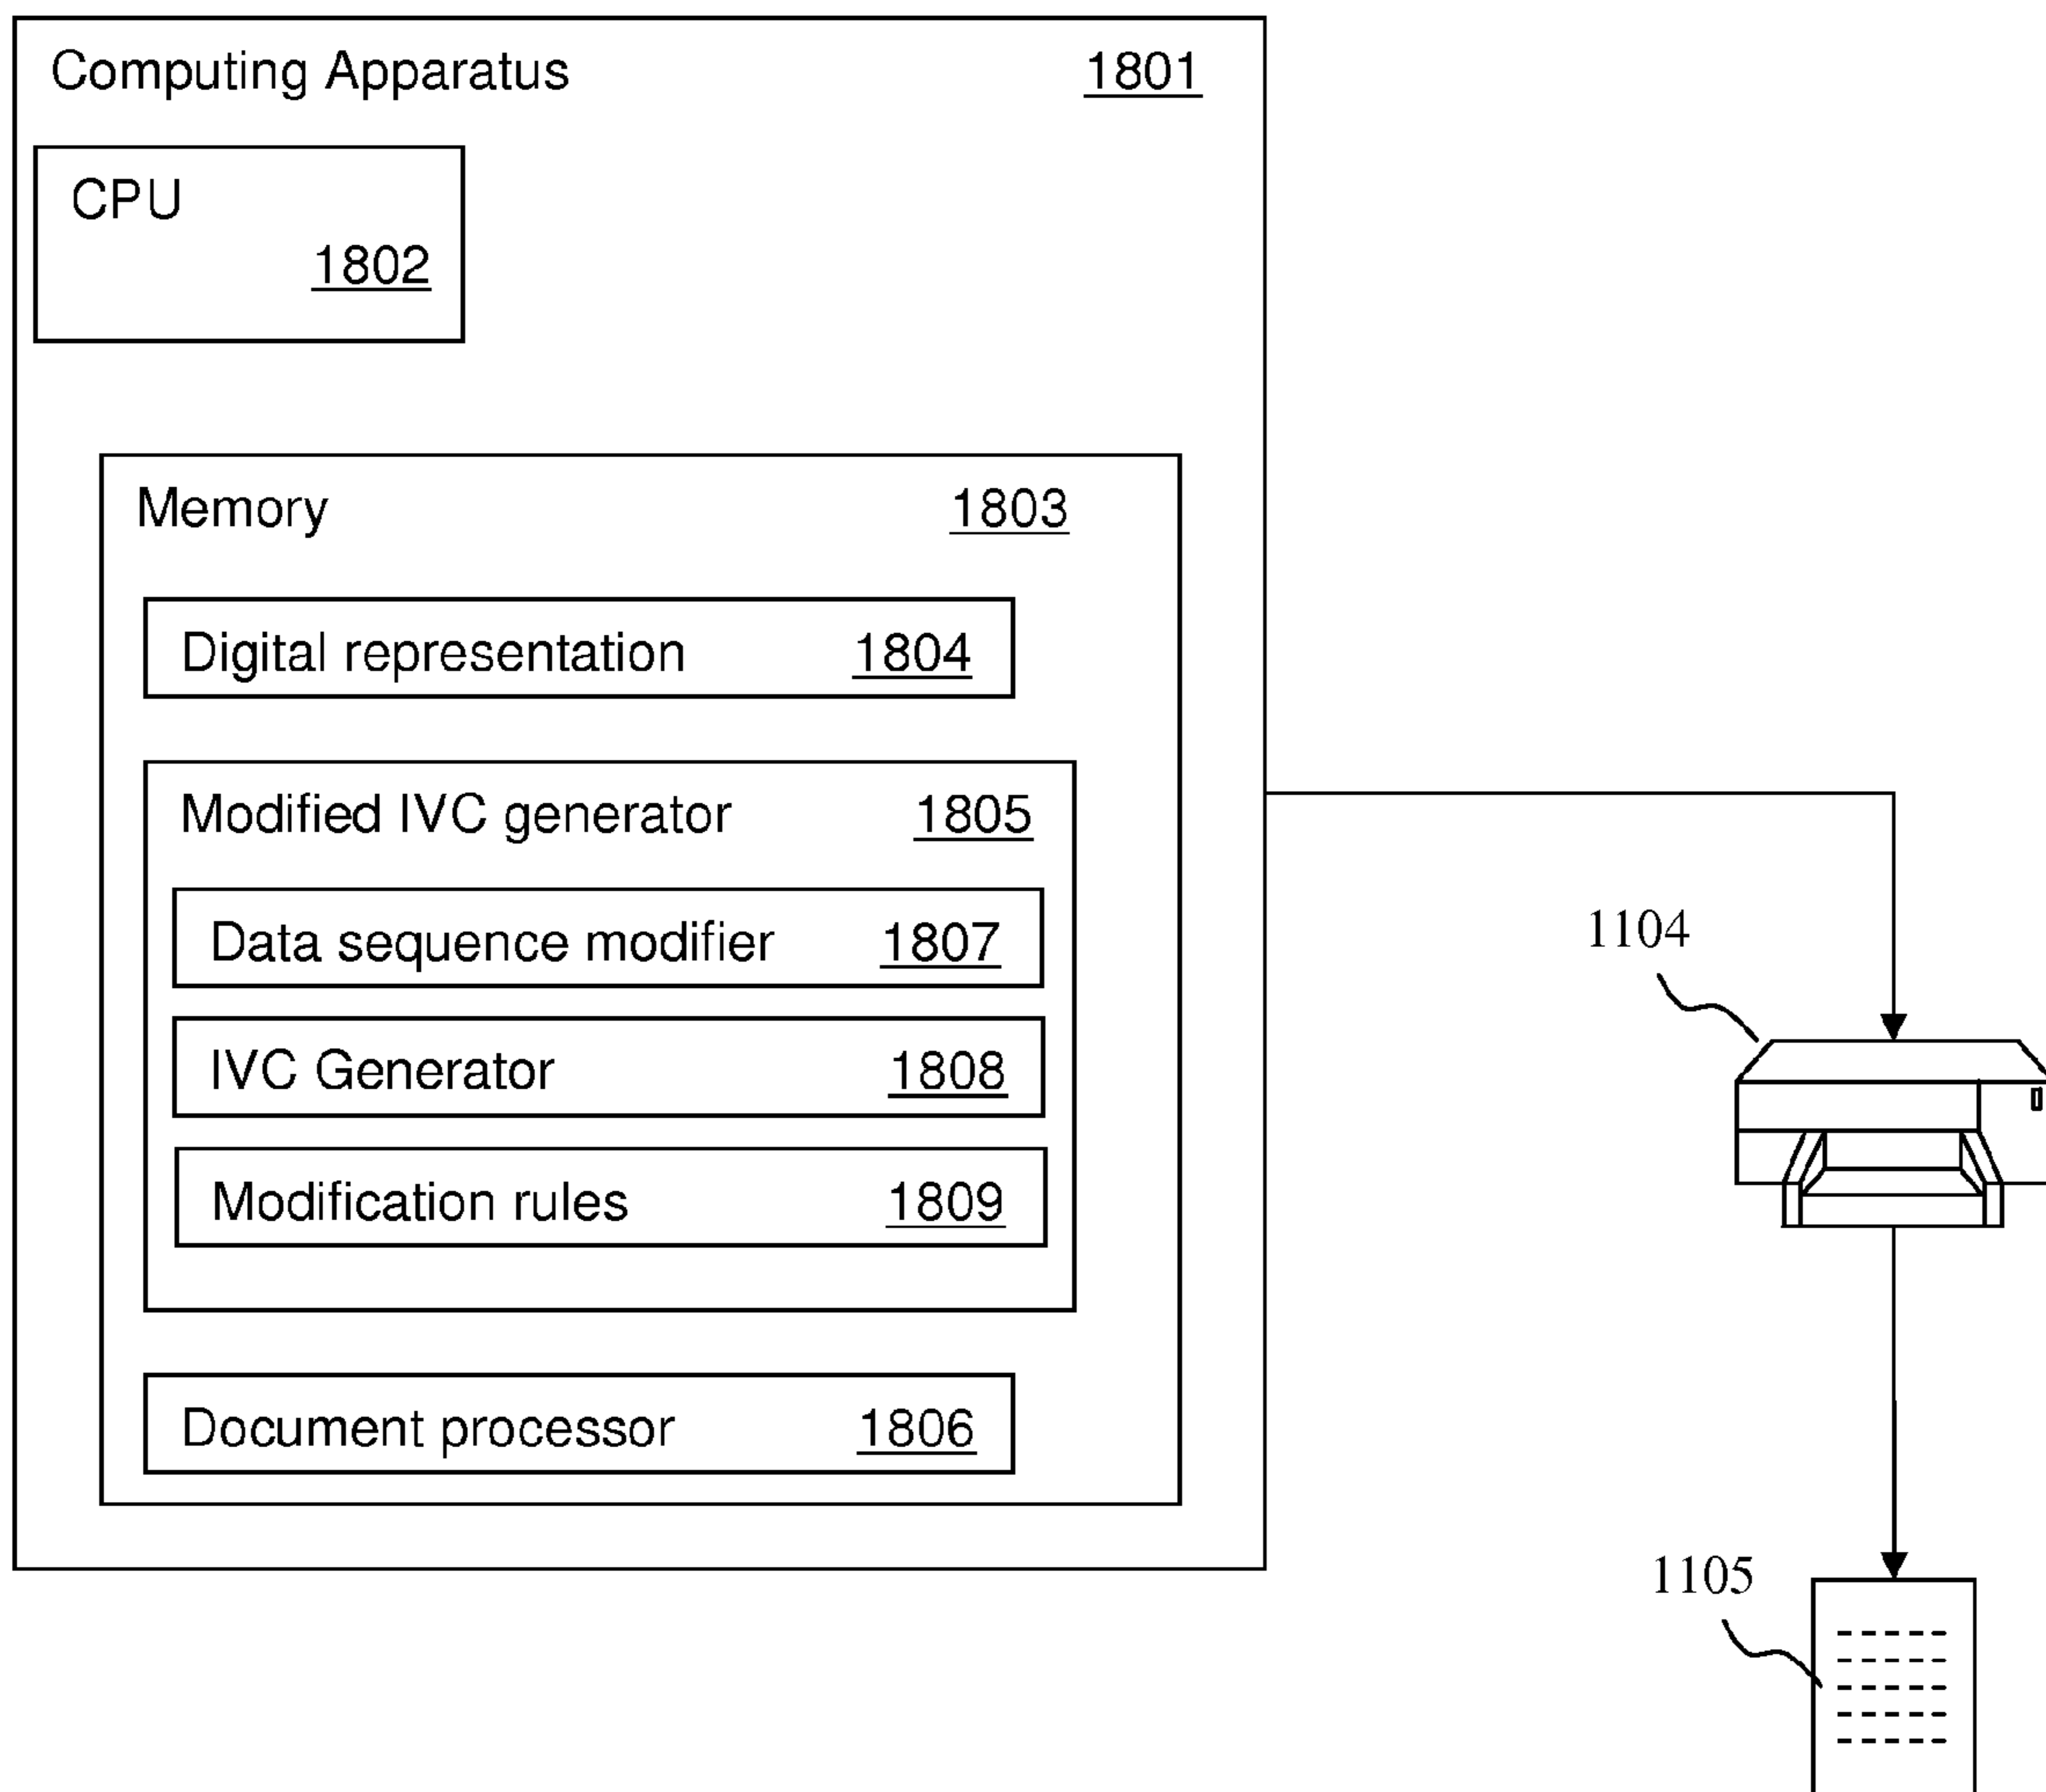 Computing Apparatus 1801
CPU
1802
Memory 1803
Digital representation 1804
Modified IVC generator 1805
Data sequence modifier 1807
IVC Generator 1808
Modification rules 1809
Document processor 1806
1104
1105